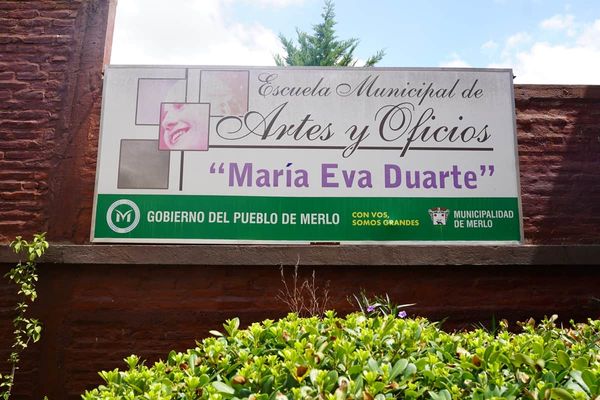 Escuela Municipal de
Artes y Oficios
“María Eva Duarte”
GOBIERNO DEL PUEBLO DE MERLO
CON VOS,
SOMOS GRANDES
MUNICIPALIDAD
DE MERLO